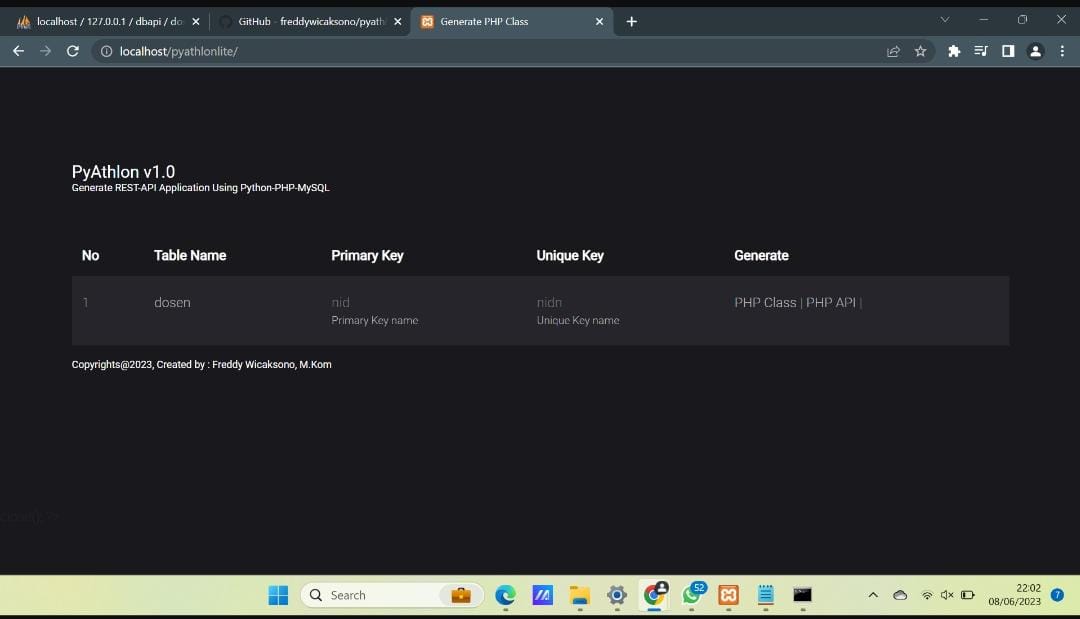 localhost / 127.0.0.1 / dbapi / do
GitHub - freddywicaksono/pyath
Generate PHP Class
localhost/pyathlonlite/
PyAthlon v1.0
Generate REST-API Application Using Python-PHP-MySQL
No Table Name Primary Key Unique Key Generate
1 dosen nid nidn PHP Class | PHP API |
Primary Key name Unique Key name
Copyrights@2023, Created by : Freddy Wicaksono, M.Kom
close(); ?>
Search
52
22:02
08/06/2023
7